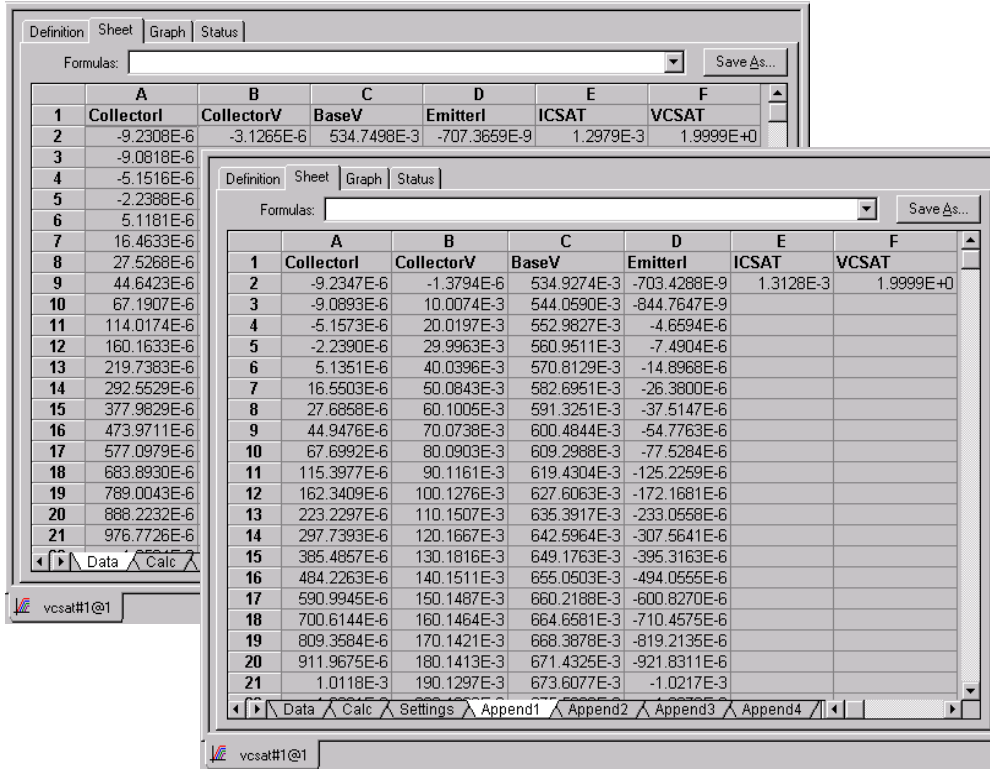 Definition Sheet Graph Status
Formulas: Save As...
A B C D E F
1 CollectorI CollectorV BaseV EmitterI ICSAT VCSAT
2 -9.2308E-6 -3.1265E-6 534.7498E-3 -707.3659E-9 1.2979E-3 1.9999E+0
3 -9.0818E-6
4 -5.1516E-6
5 -2.2388E-6
6 5.1181E-6
7 16.4633E-6
8 27.5268E-6
9 44.6423E-6
10 67.1907E-6
11 114.0174E-6
12 160.1633E-6
13 219.7383E-6
14 292.5529E-6
15 377.9829E-6
16 473.9711E-6
17 577.0979E-6
18 683.8930E-6
19 789.0043E-6
20 888.2232E-6
21 976.7726E-6
Data Calc
vcsat#1@1
Definition Sheet Graph Status
Formulas: Save As...
A B C D E F
1 CollectorI CollectorV BaseV EmitterI ICSAT VCSAT
2 -9.2347E-6 -1.3794E-6 534.9274E-3 -703.4288E-9 1.3128E-3 1.9999E+0
3 -9.0893E-6 10.0074E-3 544.0590E-3 -844.7647E-9
4 -5.1573E-6 20.0197E-3 552.9827E-3 -4.6594E-6
5 -2.2390E-6 29.9963E-3 560.9511E-3 -7.4904E-6
6 5.1351E-6 40.0396E-3 570.8129E-3 -14.8968E-6
7 16.5503E-6 50.0843E-3 582.6951E-3 -26.3800E-6
8 27.6858E-6 60.1005E-3 591.3251E-3 -37.5147E-6
9 44.9476E-6 70.0738E-3 600.4844E-3 -54.7763E-6
10 67.6992E-6 80.0903E-3 609.2988E-3 -77.5284E-6
11 115.3977E-6 90.1161E-3 619.4304E-3 -125.2259E-6
12 162.3409E-6 100.1276E-3 627.6063E-3 -172.1681E-6
13 223.2297E-6 110.1507E-3 635.3917E-3 -233.0558E-6
14 297.7393E-6 120.1667E-3 642.5964E-3 -307.5641E-6
15 385.4857E-6 130.1816E-3 649.1763E-3 -395.3163E-6
16 484.2263E-6 140.1511E-3 655.0503E-3 -494.0555E-6
17 590.9945E-6 150.1487E-3 660.2188E-3 -600.8270E-6
18 700.6144E-6 160.1464E-3 664.6581E-3 -710.4575E-6
19 809.3584E-6 170.1421E-3 668.3878E-3 -819.2135E-6
20 911.9675E-6 180.1413E-3 671.4325E-3 -921.8311E-6
21 1.0118E-3 190.1297E-3 673.6077E-3 -1.0217E-3
Data Calc Settings Append1 Append2 Append3 Append4
vcsat#1@1